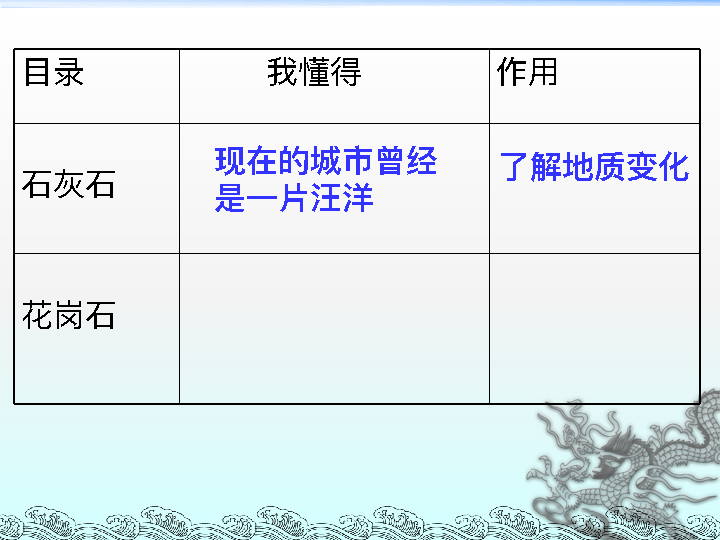 目录
我懂得
作用
石灰石
现在的城市曾经
是一片汪洋
了解地质变化
花岗石